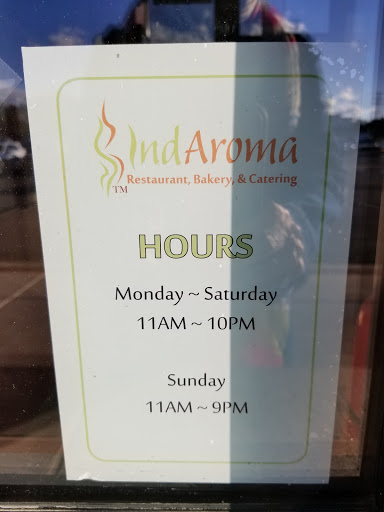 IndAroma
Restaurant, Bakery, & Catering
TM
HOURS
Monday ~ Saturday
11AM ~ 10PM
Sunday
11AM ~ 9PM